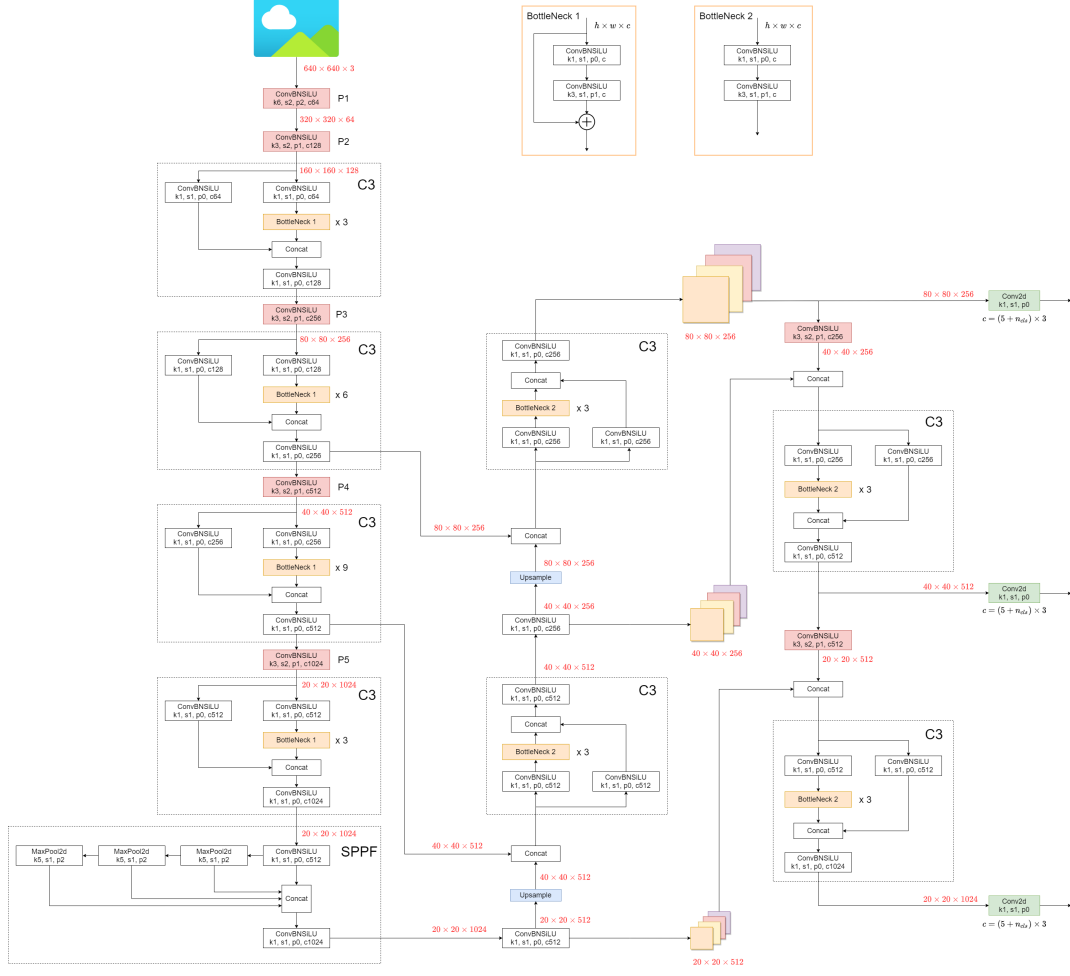 640 × 640 × 3
ConvBNSiLU
k6, s2, p2, c64
P1
320 × 320 × 64
ConvBNSiLU
k3, s2, p1, c128
P2
160 × 160 × 128
C3
ConvBNSiLU
k1, s1, p0, c64
ConvBNSiLU
k1, s1, p0, c64
BottleNeck 1
x 3
Concat
ConvBNSiLU
k1, s1, p0, c128
ConvBNSiLU
k3, s2, p1, c256
P3
80 × 80 × 256
C3
ConvBNSiLU
k1, s1, p0, c128
ConvBNSiLU
k1, s1, p0, c128
BottleNeck 1
x 6
Concat
ConvBNSiLU
k1, s1, p0, c256
ConvBNSiLU
k3, s2, p1, c512
P4
40 × 40 × 512
C3
ConvBNSiLU
k1, s1, p0, c256
ConvBNSiLU
k1, s1, p0, c256
BottleNeck 1
x 9
Concat
ConvBNSiLU
k1, s1, p0, c512
ConvBNSiLU
k3, s2, p1, c1024
P5
20 × 20 × 1024
C3
ConvBNSiLU
k1, s1, p0, c512
ConvBNSiLU
k1, s1, p0, c512
BottleNeck 1
x 3
Concat
ConvBNSiLU
k1, s1, p0, c1024
20 × 20 × 1024
SPPF
MaxPool2d
k5, s1, p2
MaxPool2d
k5, s1, p2
MaxPool2d
k5, s1, p2
ConvBNSiLU
k1, s1, p0, c512
Concat
ConvBNSiLU
k1, s1, p0, c1024
BottleNeck 1
h × w × c
ConvBNSiLU
k1, s1, p0, c
ConvBNSiLU
k3, s1, p1, c
BottleNeck 2
h × w × c
ConvBNSiLU
k1, s1, p0, c
ConvBNSiLU
k3, s1, p1, c
C3
ConvBNSiLU
k1, s1, p0, c256
Concat
BottleNeck 2
x 3
ConvBNSiLU
k1, s1, p0, c256
ConvBNSiLU
k1, s1, p0, c256
80 × 80 × 256
Concat
80 × 80 × 256
Upsample
40 × 40 × 256
ConvBNSiLU
k1, s1, p0, c256
40 × 40 × 512
C3
ConvBNSiLU
k1, s1, p0, c512
Concat
BottleNeck 2
x 3
ConvBNSiLU
k1, s1, p0, c512
ConvBNSiLU
k1, s1, p0, c512
40 × 40 × 512
Concat
40 × 40 × 512
Upsample
20 × 20 × 512
20 × 20 × 1024
ConvBNSiLU
k1, s1, p0, c512
80 × 80 × 256
40 × 40 × 256
20 × 20 × 512
80 × 80 × 256
Conv2d
k1, s1, p0
c = (5 + n_cls) × 3
ConvBNSiLU
k3, s2, p1, c256
40 × 40 × 256
Concat
C3
ConvBNSiLU
k1, s1, p0, c256
ConvBNSiLU
k1, s1, p0, c256
BottleNeck 2
x 3
Concat
ConvBNSiLU
k1, s1, p0, c512
40 × 40 × 512
Conv2d
k1, s1, p0
c = (5 + n_cls) × 3
ConvBNSiLU
k3, s2, p1, c512
20 × 20 × 512
Concat
C3
ConvBNSiLU
k1, s1, p0, c512
ConvBNSiLU
k1, s1, p0, c512
BottleNeck 2
x 3
Concat
ConvBNSiLU
k1, s1, p0, c1024
20 × 20 × 1024
Conv2d
k1, s1, p0
c = (5 + n_cls) × 3